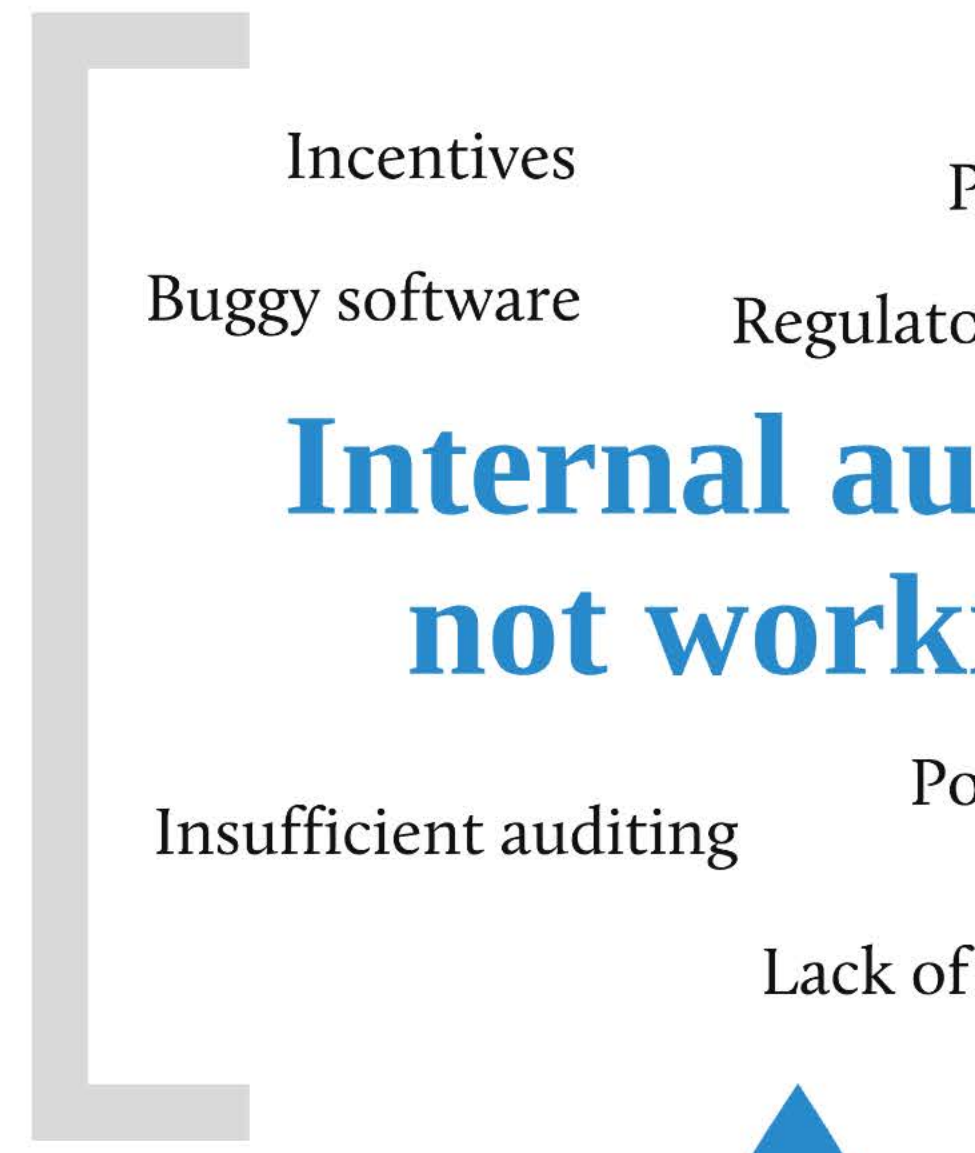 Incentives
P
Buggy software
Regulato
Internal au
not work
Insufficient auditing
Po
Lack of